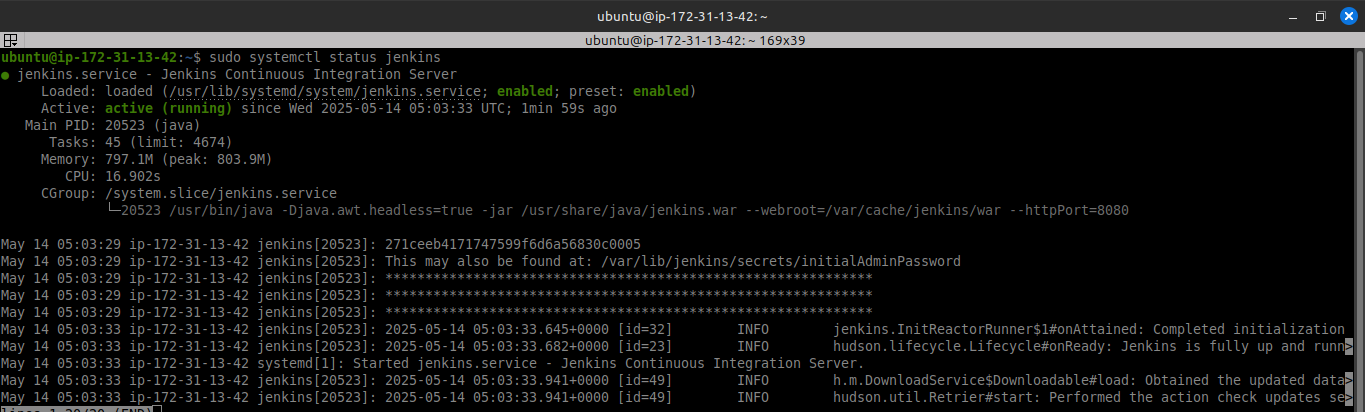 ubuntu@ip-172-31-13-42: ~
ubuntu@ip-172-31-13-42: ~ 169x39
ubuntu@ip-172-31-13-42:~$ sudo systemctl status jenkins
● jenkins.service - Jenkins Continuous Integration Server
Loaded: loaded (/usr/lib/systemd/system/jenkins.service; enabled; preset: enabled)
Active: active (running) since Wed 2025-05-14 05:03:33 UTC; 1min 59s ago
Main PID: 20523 (java)
Tasks: 45 (limit: 4674)
Memory: 797.1M (peak: 803.9M)
CPU: 16.902s
CGroup: /system.slice/jenkins.service
└─20523 /usr/bin/java -Djava.awt.headless=true -jar /usr/share/java/jenkins.war --webroot=/var/cache/jenkins/war --httpPort=8080
May 14 05:03:29 ip-172-31-13-42 jenkins[20523]: 271ceeb4171747599f6d6a56830c0005
May 14 05:03:29 ip-172-31-13-42 jenkins[20523]: This may also be found at: /var/lib/jenkins/secrets/initialAdminPassword
May 14 05:03:29 ip-172-31-13-42 jenkins[20523]: *************************************************************
May 14 05:03:29 ip-172-31-13-42 jenkins[20523]: *************************************************************
May 14 05:03:29 ip-172-31-13-42 jenkins[20523]: *************************************************************
May 14 05:03:33 ip-172-31-13-42 jenkins[20523]: 2025-05-14 05:03:33.645+0000 [id=32] INFO jenkins.InitReactorRunner$1#onAttained: Completed initialization
May 14 05:03:33 ip-172-31-13-42 jenkins[20523]: 2025-05-14 05:03:33.682+0000 [id=23] INFO hudson.lifecycle.Lifecycle#onReady: Jenkins is fully up and runn>
May 14 05:03:33 ip-172-31-13-42 systemd[1]: Started jenkins.service - Jenkins Continuous Integration Server.
May 14 05:03:33 ip-172-31-13-42 jenkins[20523]: 2025-05-14 05:03:33.941+0000 [id=49] INFO h.m.DownloadService$Downloadable#load: Obtained the updated data>
May 14 05:03:33 ip-172-31-13-42 jenkins[20523]: 2025-05-14 05:03:33.941+0000 [id=49] INFO hudson.util.Retrier#start: Performed the action check updates se>
lines 1-20/20 (END)